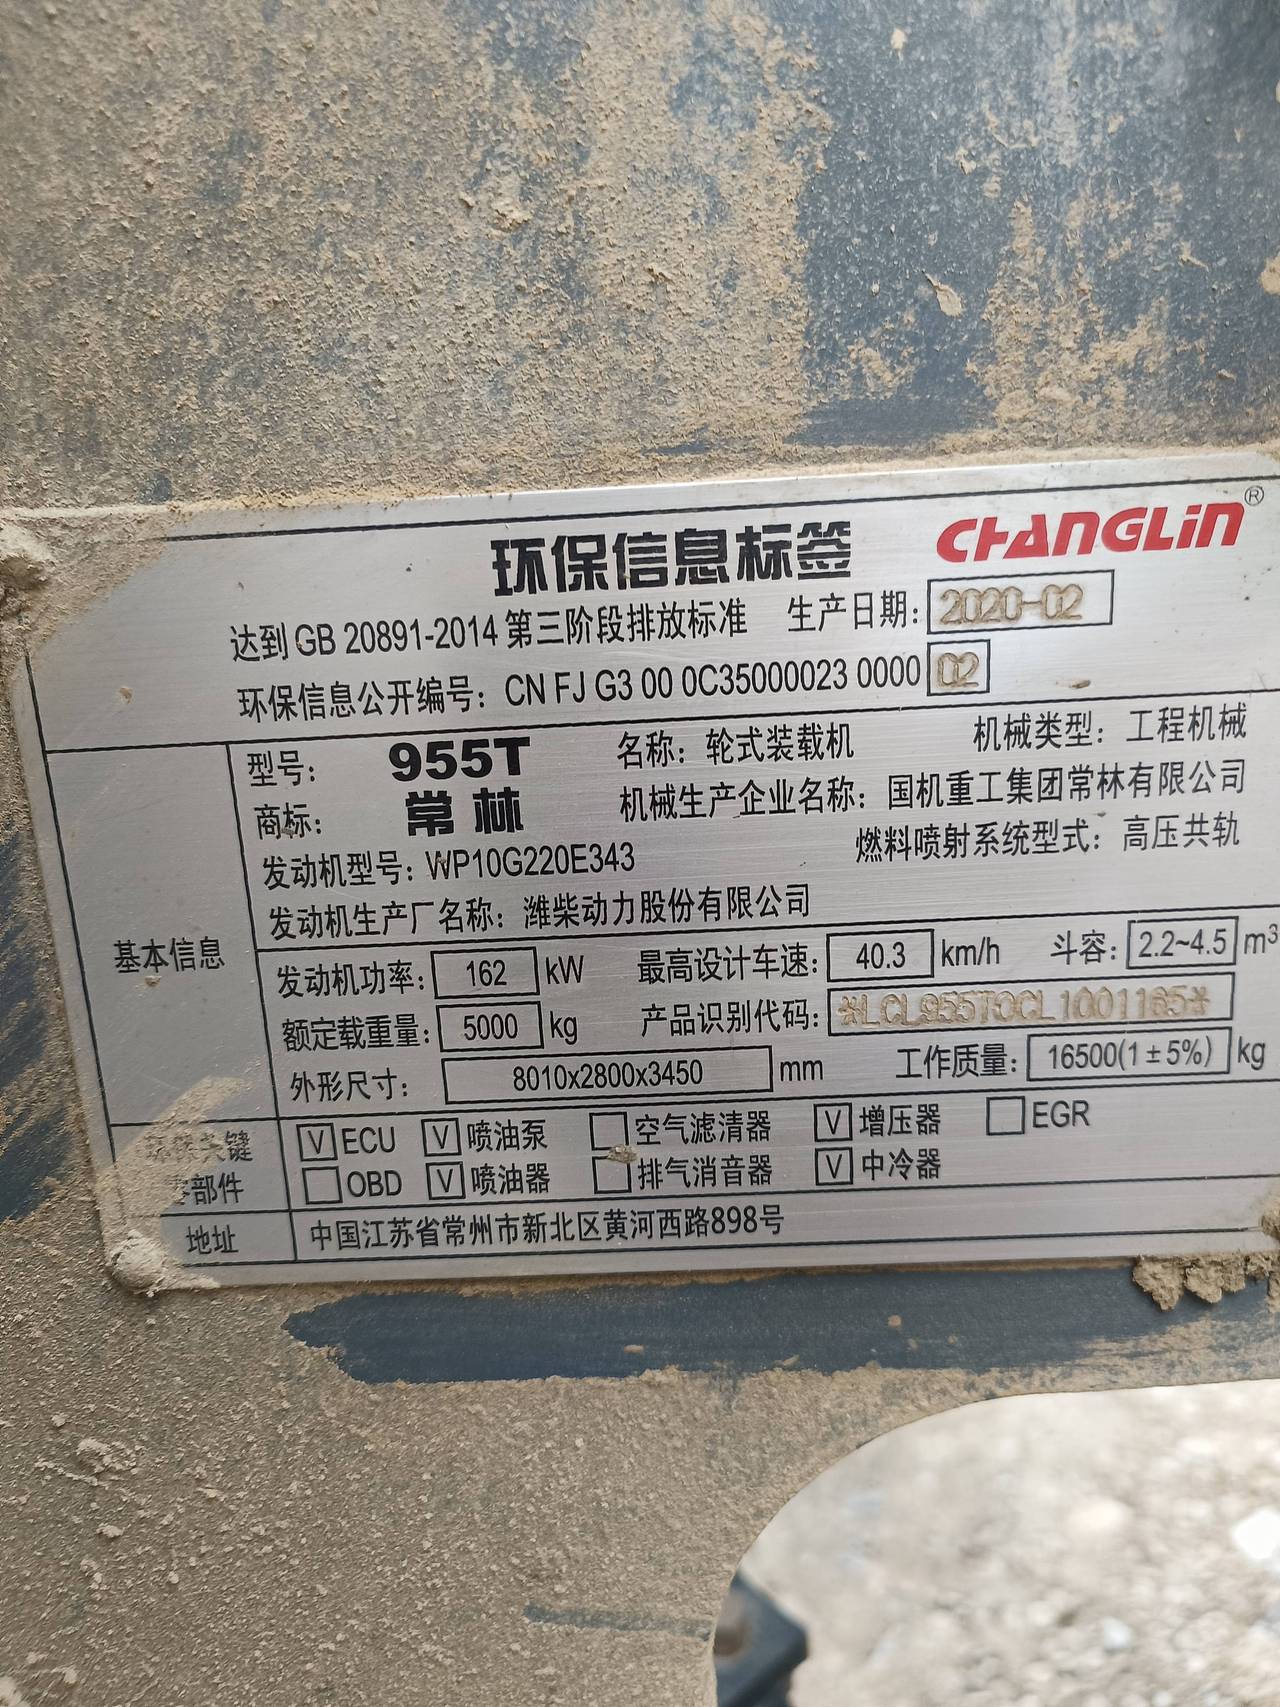 环保信息标签 CHANGLIN®
达到 GB 20891-2014 第三阶段排放标准 生产日期: 2020-02
环保信息公开编号: CN FJ G3 00 0C35000023 0000 02
基本信息
型号: 955T 名称: 轮式装载机 机械类型: 工程机械
商标: 常林 机械生产企业名称: 国机重工集团常林有限公司
发动机型号: WP10G220E343 燃料喷射系统型式: 高压共轨
发动机生产厂名称: 潍柴动力股份有限公司
发动机功率: 162 kW 最高设计车速: 40.3 km/h 斗容: 2.2~4.5 m³
额定载重量: 5000 kg 产品识别代码: *LCL955T0CL1001165*
外形尺寸: 8010x2800x3450 mm 工作质量: 16500(1±5%) kg
环保关键 V ECU V 喷油泵 空气滤清器 V 增压器 EGR
零部件 OBD V 喷油器 排气消音器 V 中冷器
地址 中国江苏省常州市新北区黄河西路898号